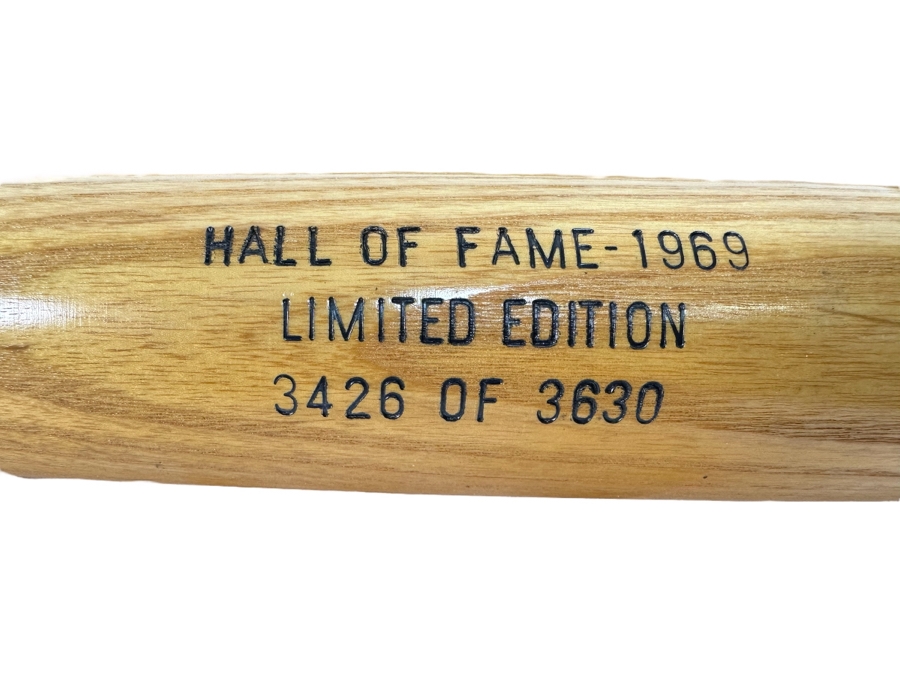 HALL OF FAME-1969
LIMITED EDITION
3426 OF 3630